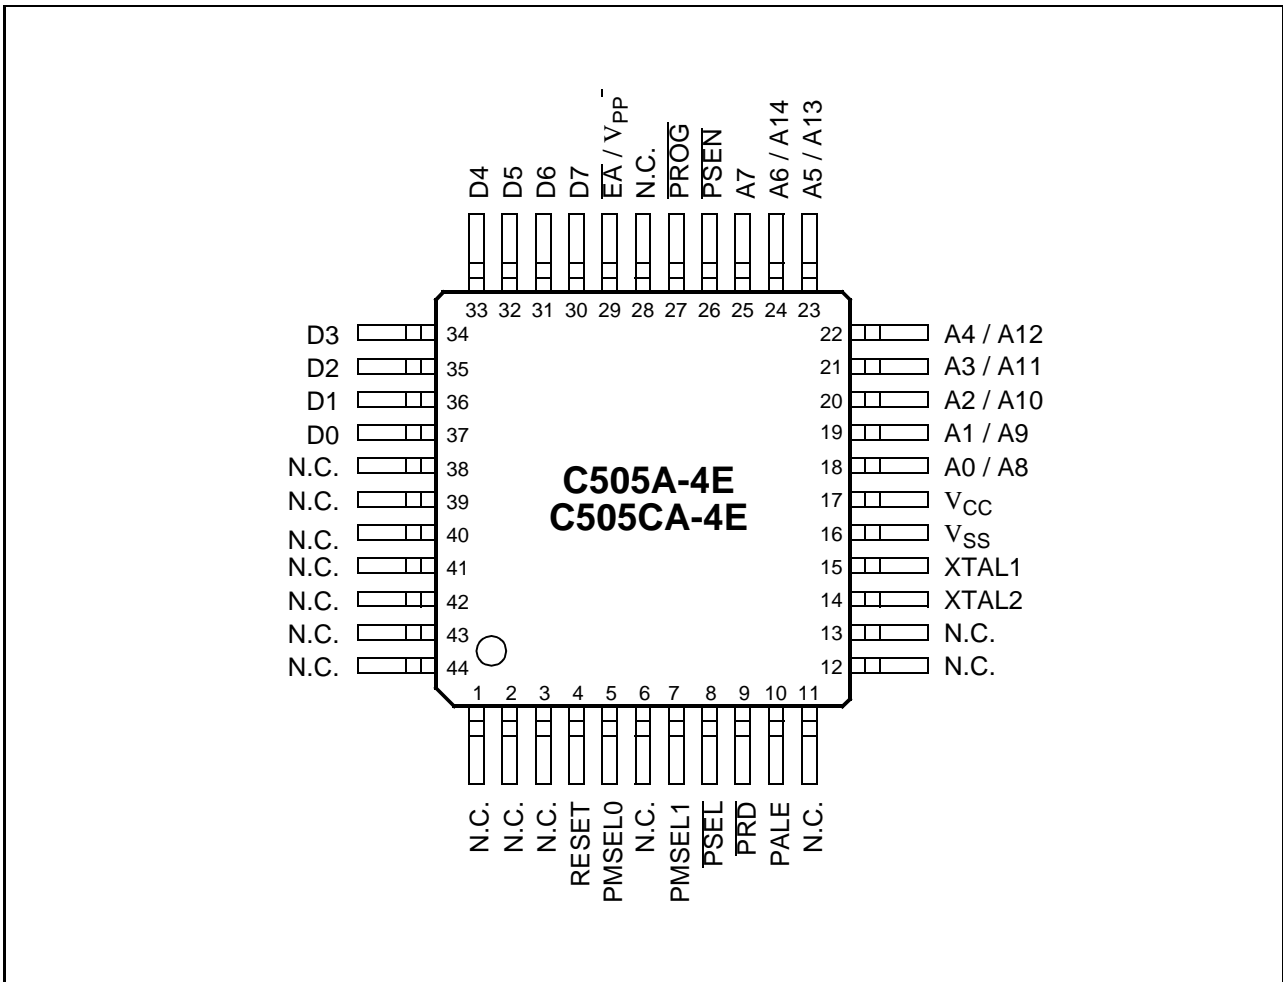 D4
D5
D6
D7
EA / VPP
N.C.
PROG
PSEN
A7
A6 / A14
A5 / A13
33 32 31 30 29 28 27 26 25 24 23
D3 34
D2 35
D1 36
D0 37
N.C. 38
N.C. 39
N.C. 40
N.C. 41
N.C. 42
N.C. 43
N.C. 44
C505A-4E
C505CA-4E
22 A4 / A12
21 A3 / A11
20 A2 / A10
19 A1 / A9
18 A0 / A8
17 VCC
16 VSS
15 XTAL1
14 XTAL2
13 N.C.
12 N.C.
1 2 3 4 5 6 7 8 9 10 11
N.C.
N.C.
N.C.
RESET
PMSEL0
N.C.
PMSEL1
PSEL
PRD
PALE
N.C.